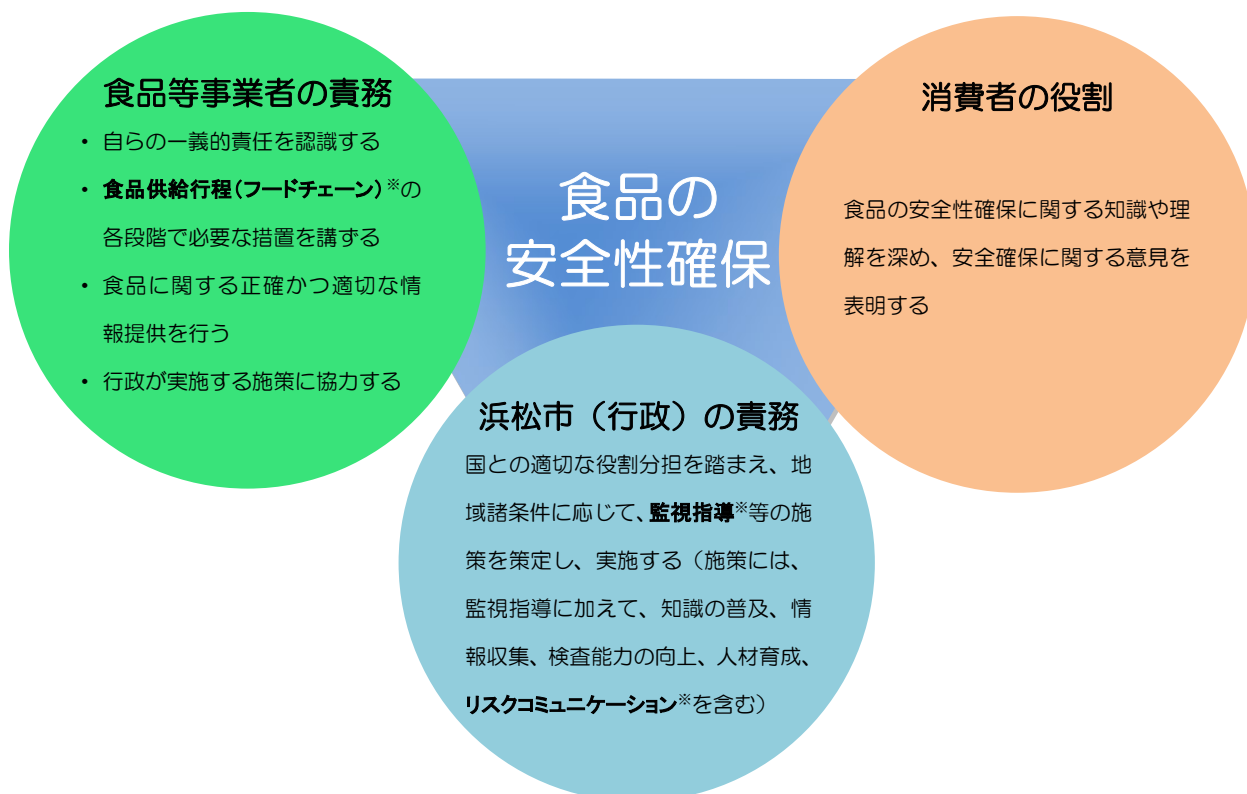 食品等事業者の責務
・ 自らの一義的責任を認識する
・ 食品供給行程(フードチェーン)※の
各段階で必要な措置を講ずる
・ 食品に関する正確かつ適切な情
報提供を行う
・ 行政が実施する施策に協力する
食品の
安全性確保
消費者の役割
食品の安全性確保に関する知識や理
解を深め、安全確保に関する意見を
表明する
浜松市（行政）の責務
国との適切な役割分担を踏まえ、地
域諸条件に応じて、監視指導※等の施
策を策定し、実施する（施策には、
監視指導に加えて、知識の普及、情
報収集、検査能力の向上、人材育成、
リスクコミュニケーション※を含む）